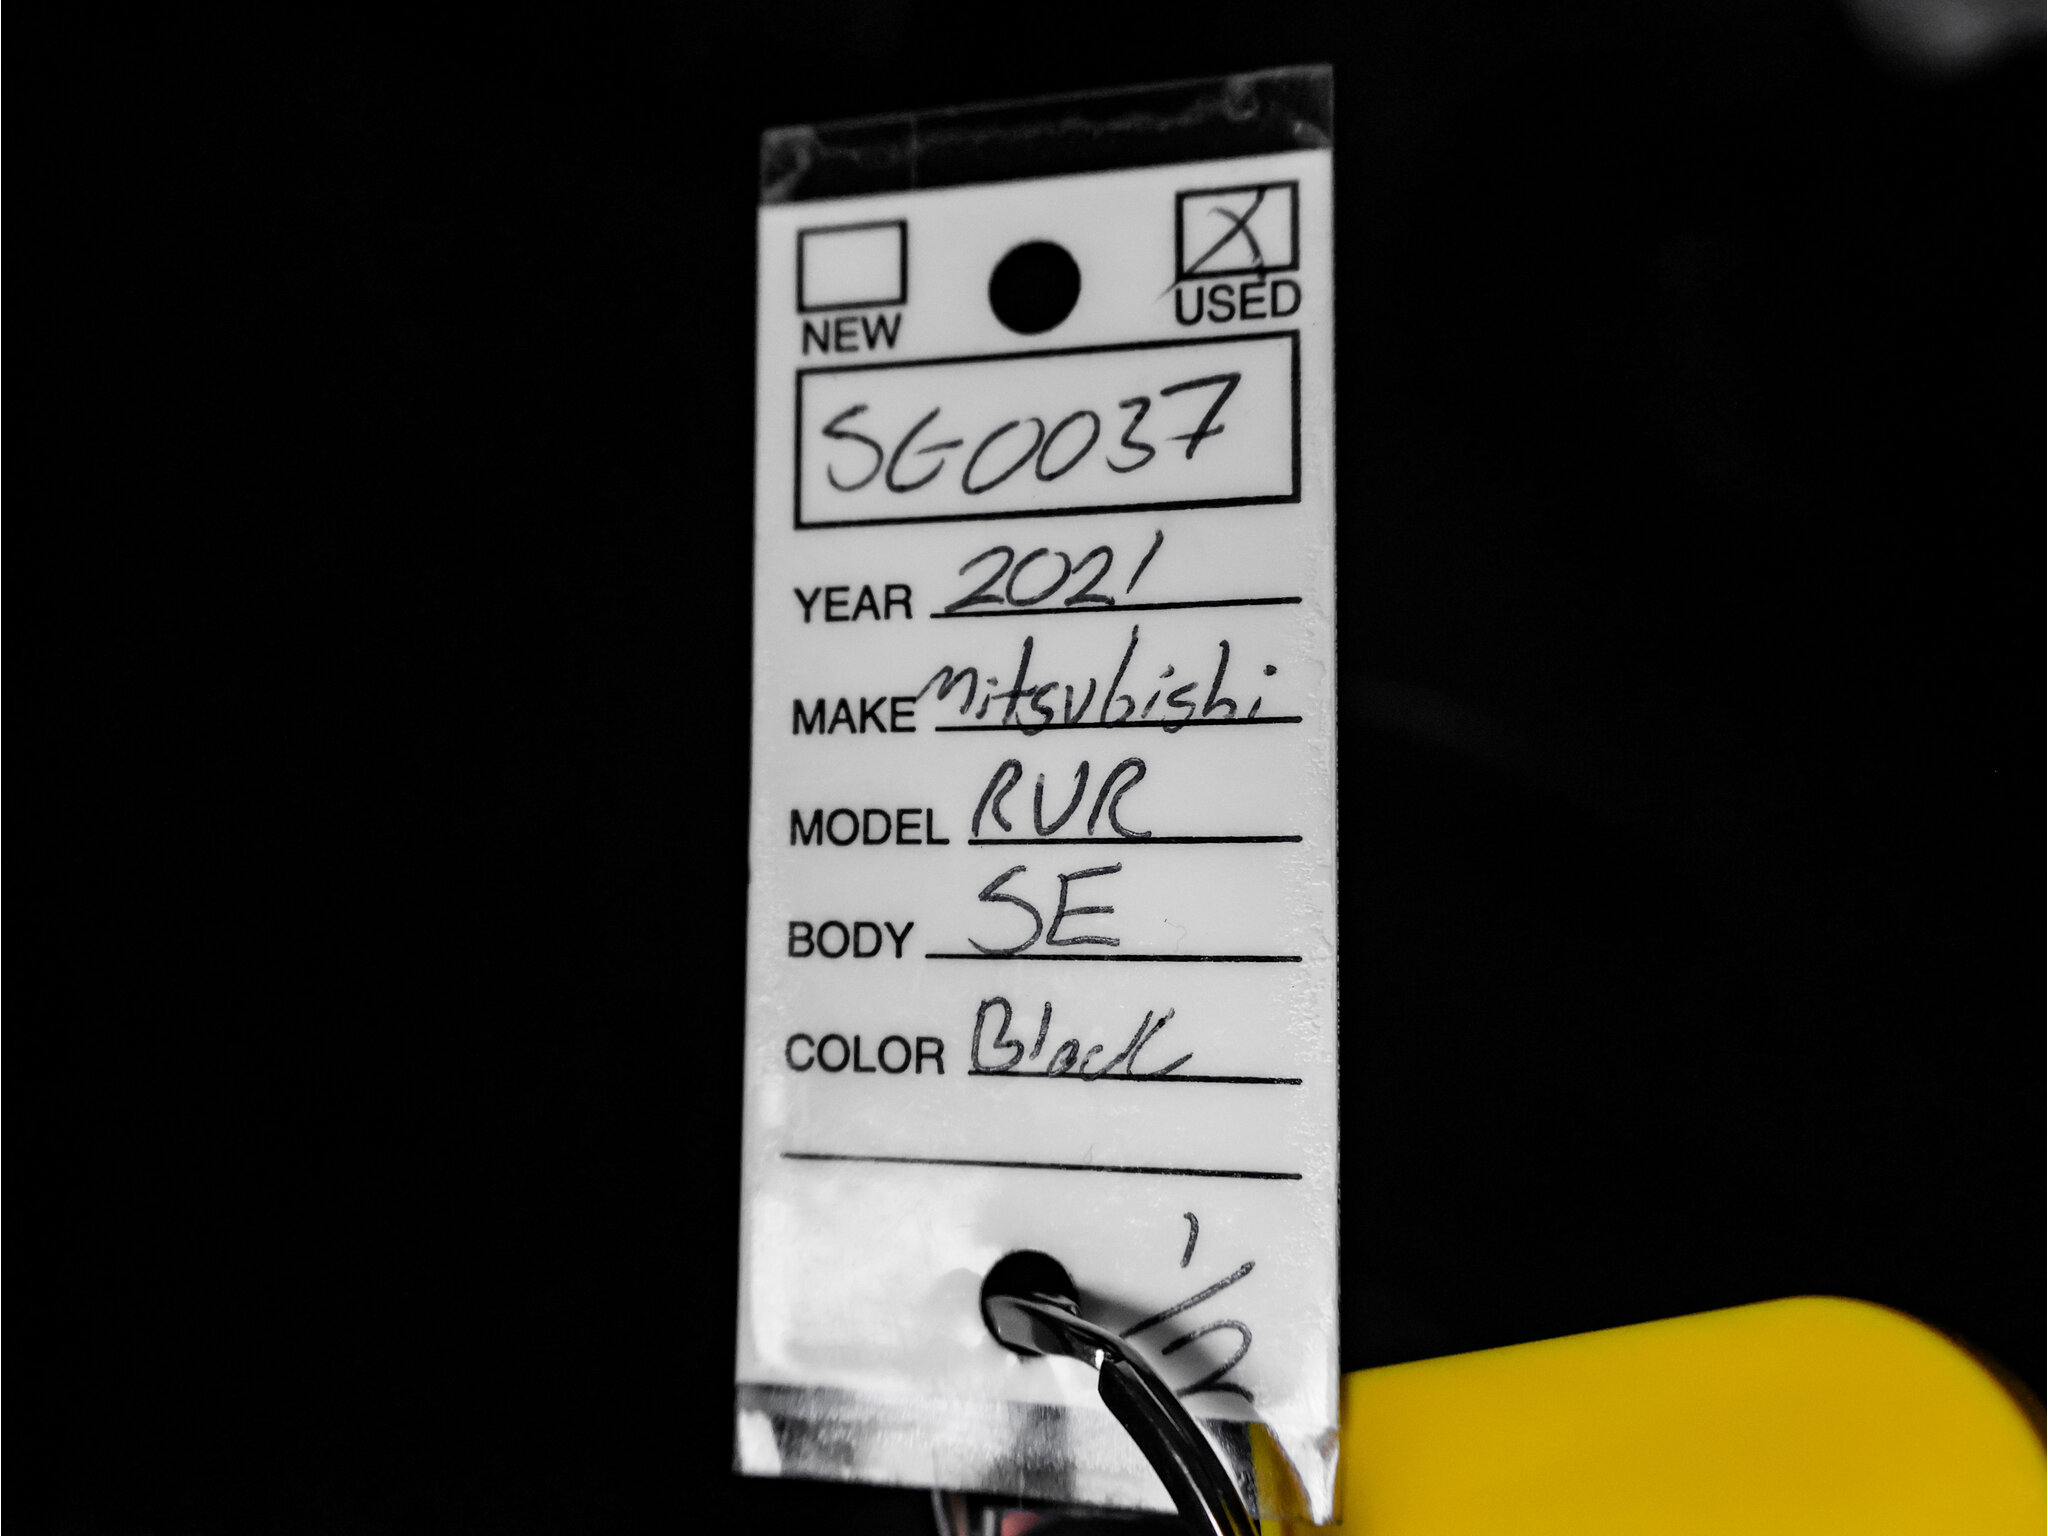 NEW USED
SG0037
YEAR 2021
MAKE Mitsubishi
MODEL RVR
BODY SE
COLOR Black
1/2